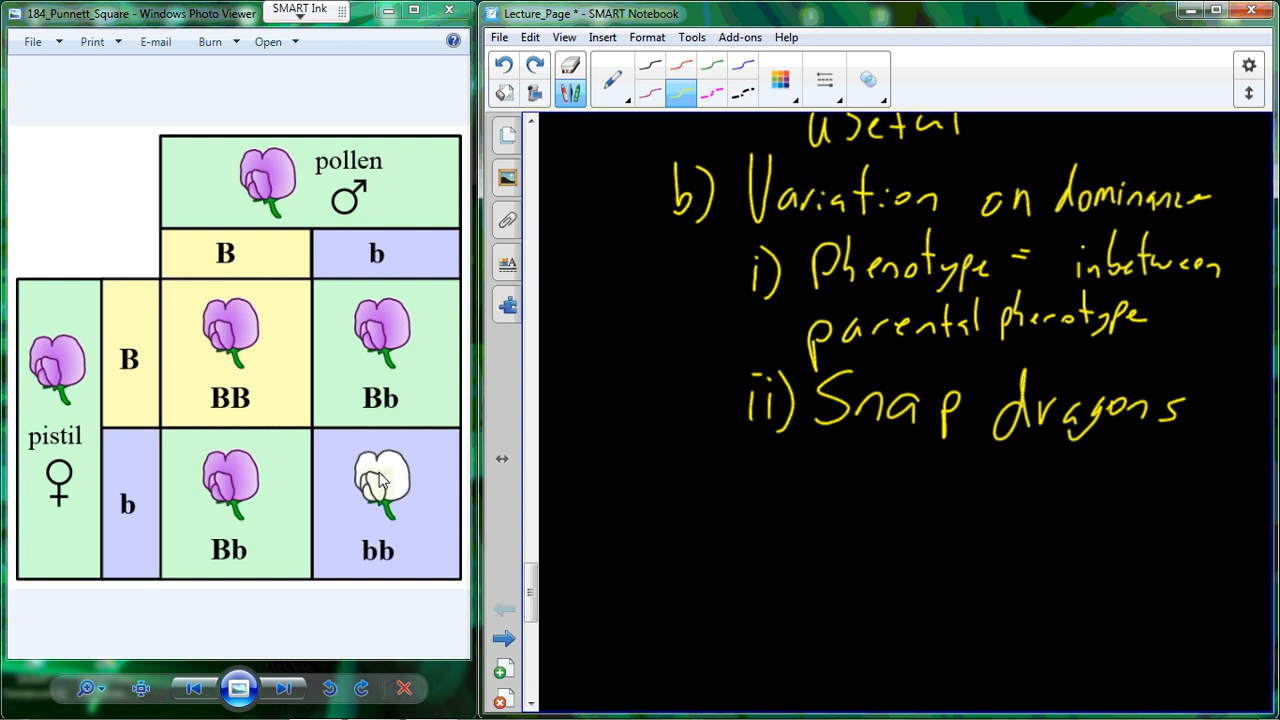 184_Punnett_Square - Windows Photo Viewer
SMART Ink
File Print E-mail Burn Open
pollen
♂
B b
pistil
♀
B
BB Bb
b
Bb bb
Lecture_Page * - SMART Notebook
File Edit View Insert Format Tools Add-ons Help
useful
b) Variation on dominance
i) Phenotype = inbetween
parental phenotype
ii) Snap dragons